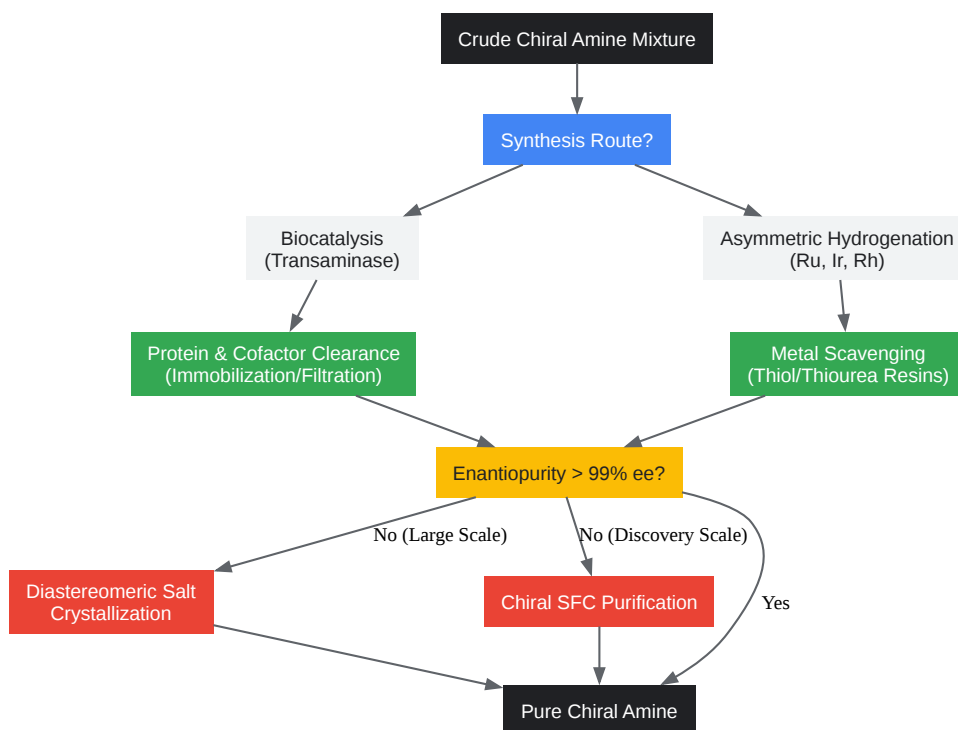 Crude Chiral Amine Mixture
Synthesis Route?
Biocatalysis
(Transaminase)
Asymmetric Hydrogenation
(Ru, Ir, Rh)
Protein & Cofactor Clearance
(Immobilization/Filtration)
Metal Scavenging
(Thiol/Thiourea Resins)
Enantiopurity > 99% ee?
No (Large Scale)
No (Discovery Scale)
Diastereomeric Salt
Crystallization
Chiral SFC Purification
Yes
Pure Chiral Amine